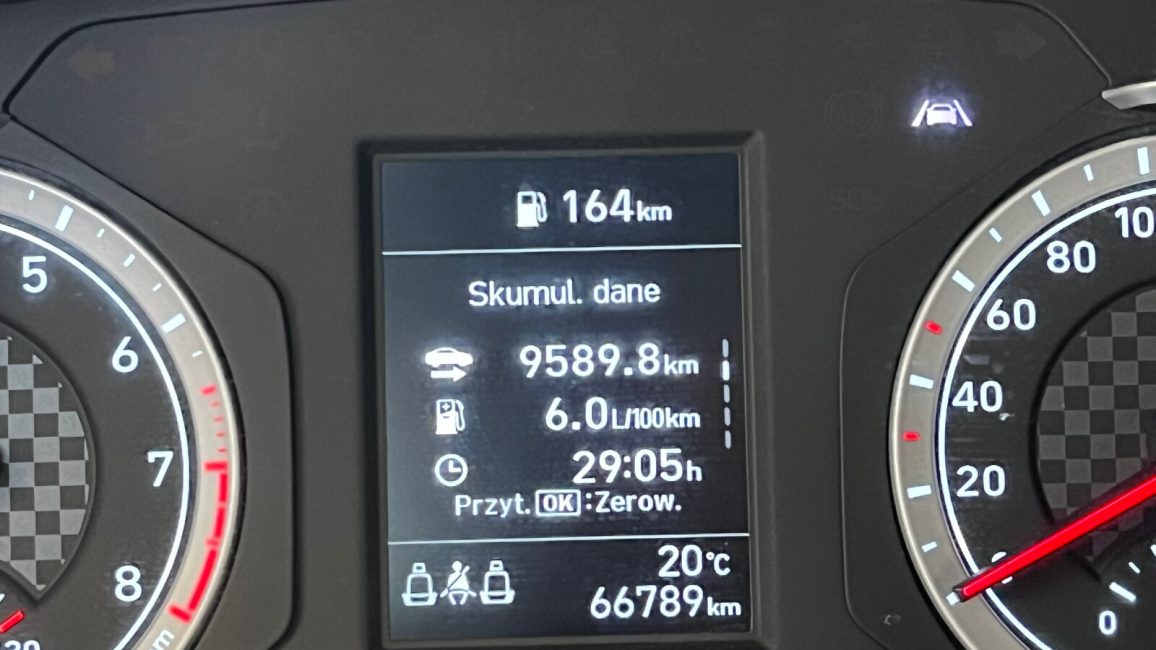 164km
Skumul. dane
9589.8km
6.0L/100km
29:05h
Przyt. OK :Zerow.
20°C
66789km
5
6
7
8
100
80
60
40
20
0